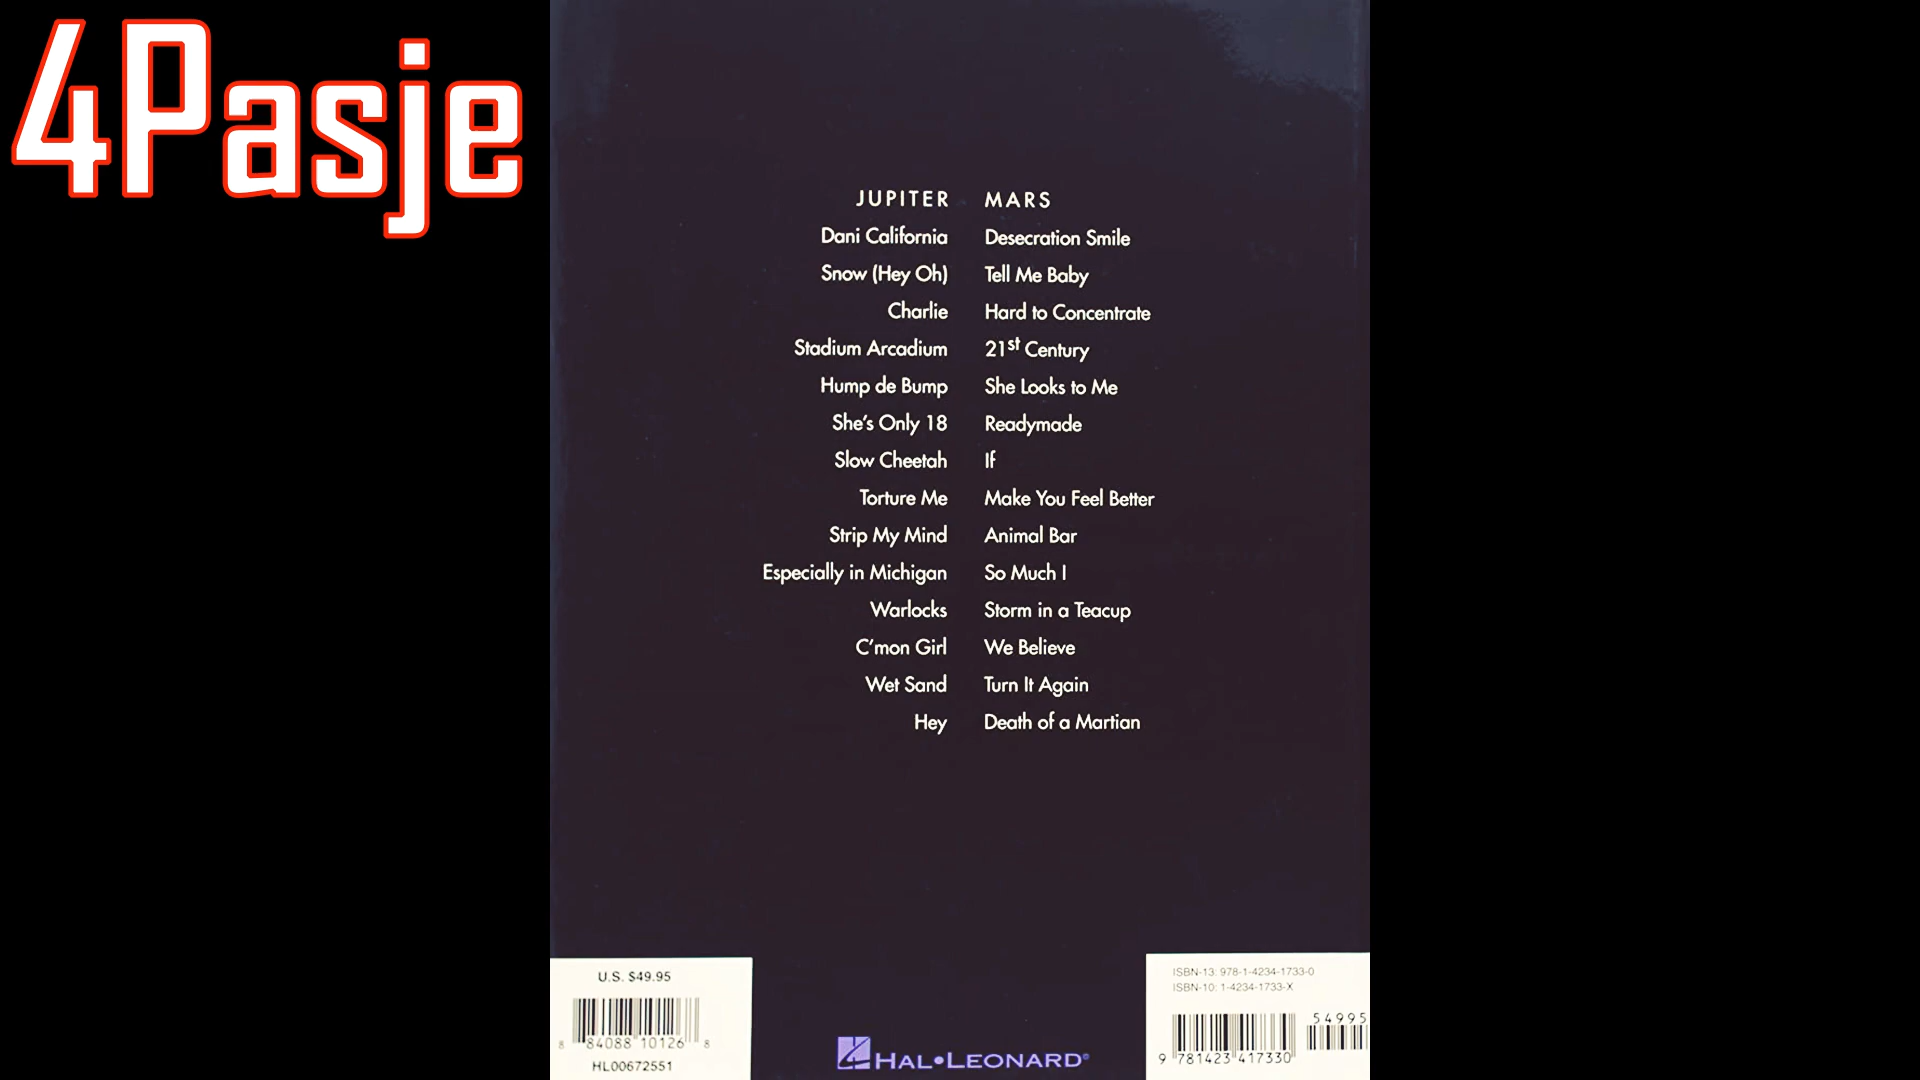 4Pasje
JUPITER
Dani California
Snow (Hey Oh)
Charlie
Stadium Arcadium
Hump de Bump
She's Only 18
Slow Cheetah
Torture Me
Strip My Mind
Especially in Michigan
Warlocks
C'mon Girl
Wet Sand
Hey
MARS
Desecration Smile
Tell Me Baby
Hard to Concentrate
21st Century
She Looks to Me
Readymade
If
Make You Feel Better
Animal Bar
So Much I
Storm in a Teacup
We Believe
Turn It Again
Death of a Martian
U.S. $49.95
8 84088 10126 8
HL00672551
HAL•LEONARD®
ISBN-13: 978-1-4234-1733-0
ISBN-10: 1-4234-1733-X
54995
9 781423 417330